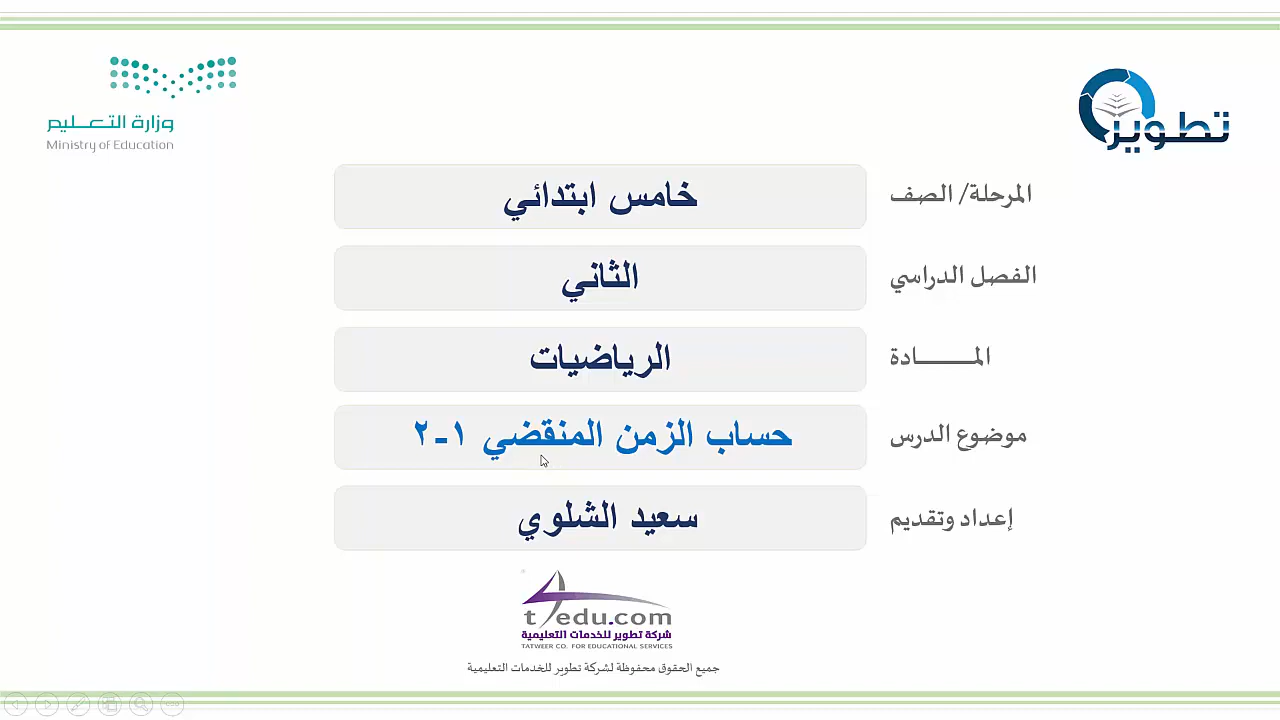 وزارة التعليم
Ministry of Education
تطوير
المرحلة/ الصف
خامس ابتدائي
الفصل الدراسي
الثاني
المـــــــادة
الرياضيات
موضوع الدرس
حساب الزمن المنقضي ١-٢
إعداد وتقديم
سعيد الشلوي
t4edu.com
شركة تطوير للخدمات التعليمية
TATWEER CO. FOR EDUCATIONAL SERVICES
جميع الحقوق محفوظة لشركة تطوير للخدمات التعليمية